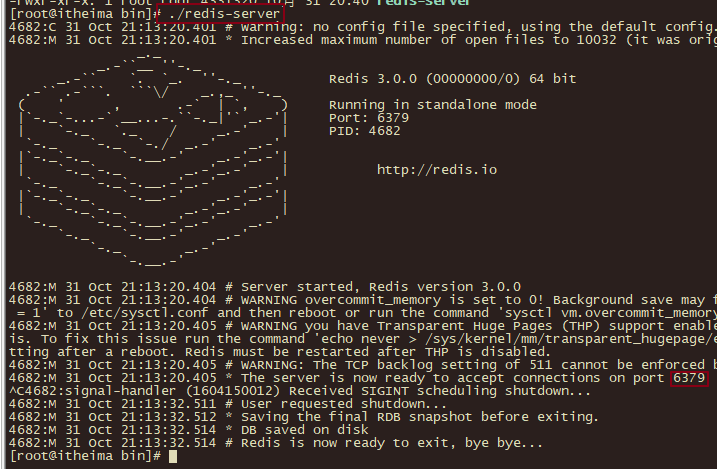 [root@itheima bin]# ./redis-server
4682:C 31 Oct 21:13:20.401 # Warning: no config file specified, using the default config.
4682:M 31 Oct 21:13:20.401 * Increased maximum number of open files to 10032 (it was orig
Redis 3.0.0 (00000000/0) 64 bit
Running in standalone mode
Port: 6379
PID: 4682
http://redis.io
4682:M 31 Oct 21:13:20.404 # Server started, Redis version 3.0.0
4682:M 31 Oct 21:13:20.404 # WARNING overcommit_memory is set to 0! Background save may f
= 1' to /etc/sysctl.conf and then reboot or run the command 'sysctl vm.overcommit_memory
4682:M 31 Oct 21:13:20.405 # WARNING you have Transparent Huge Pages (THP) support enable
is. To fix this issue run the command 'echo never > /sys/kernel/mm/transparent_hugepage/e
tting after a reboot. Redis must be restarted after THP is disabled.
4682:M 31 Oct 21:13:20.405 # WARNING: The TCP backlog setting of 511 cannot be enforced b
4682:M 31 Oct 21:13:20.405 * The server is now ready to accept connections on port 6379
^C4682:signal-handler (1604150012) Received SIGINT scheduling shutdown...
4682:M 31 Oct 21:13:32.511 # User requested shutdown...
4682:M 31 Oct 21:13:32.512 * Saving the final RDB snapshot before exiting.
4682:M 31 Oct 21:13:32.514 * DB saved on disk
4682:M 31 Oct 21:13:32.514 # Redis is now ready to exit, bye bye...
[root@itheima bin]#